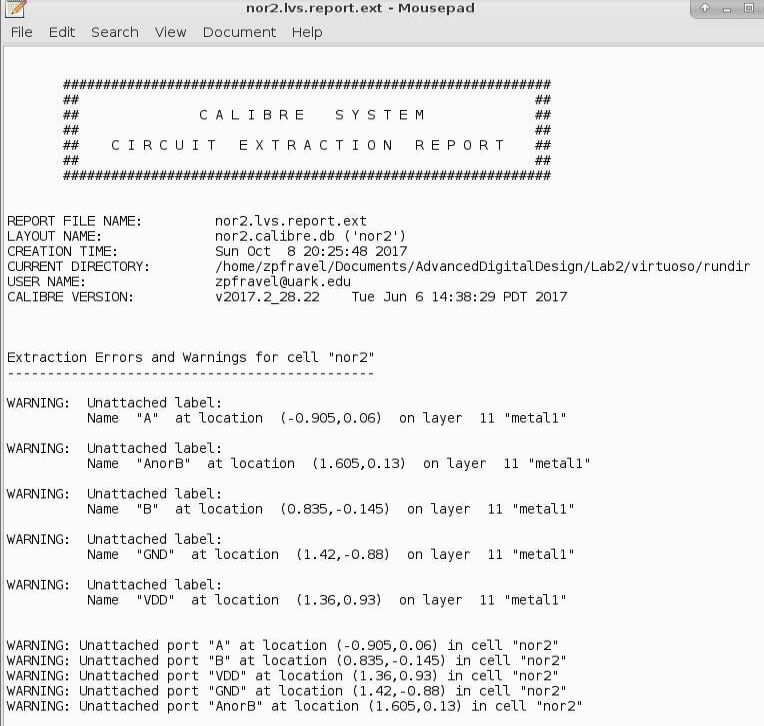 nor2.lvs.report.ext - Mousepad
File Edit Search View Document Help
#############################################################
## ##
## C A L I B R E S Y S T E M ##
## ##
## C I R C U I T E X T R A C T I O N R E P O R T ##
## ##
#############################################################
REPORT FILE NAME: nor2.lvs.report.ext
LAYOUT NAME: nor2.calibre.db ('nor2')
CREATION TIME: Sun Oct 8 20:25:48 2017
CURRENT DIRECTORY: /home/zpfravel/Documents/AdvancedDigitalDesign/Lab2/virtuoso/rundir
USER NAME: zpfravel@uark.edu
CALIBRE VERSION: v2017.2_28.22 Tue Jun 6 14:38:29 PDT 2017
Extraction Errors and Warnings for cell "nor2"
----------------------------------------------
WARNING: Unattached label:
Name "A" at location (-0.905,0.06) on layer 11 "metal1"
WARNING: Unattached label:
Name "AnorB" at location (1.605,0.13) on layer 11 "metal1"
WARNING: Unattached label:
Name "B" at location (0.835,-0.145) on layer 11 "metal1"
WARNING: Unattached label:
Name "GND" at location (1.42,-0.88) on layer 11 "metal1"
WARNING: Unattached label:
Name "VDD" at location (1.36,0.93) on layer 11 "metal1"
WARNING: Unattached port "A" at location (-0.905,0.06) in cell "nor2"
WARNING: Unattached port "B" at location (0.835,-0.145) in cell "nor2"
WARNING: Unattached port "VDD" at location (1.36,0.93) in cell "nor2"
WARNING: Unattached port "GND" at location (1.42,-0.88) in cell "nor2"
WARNING: Unattached port "AnorB" at location (1.605,0.13) in cell "nor2"